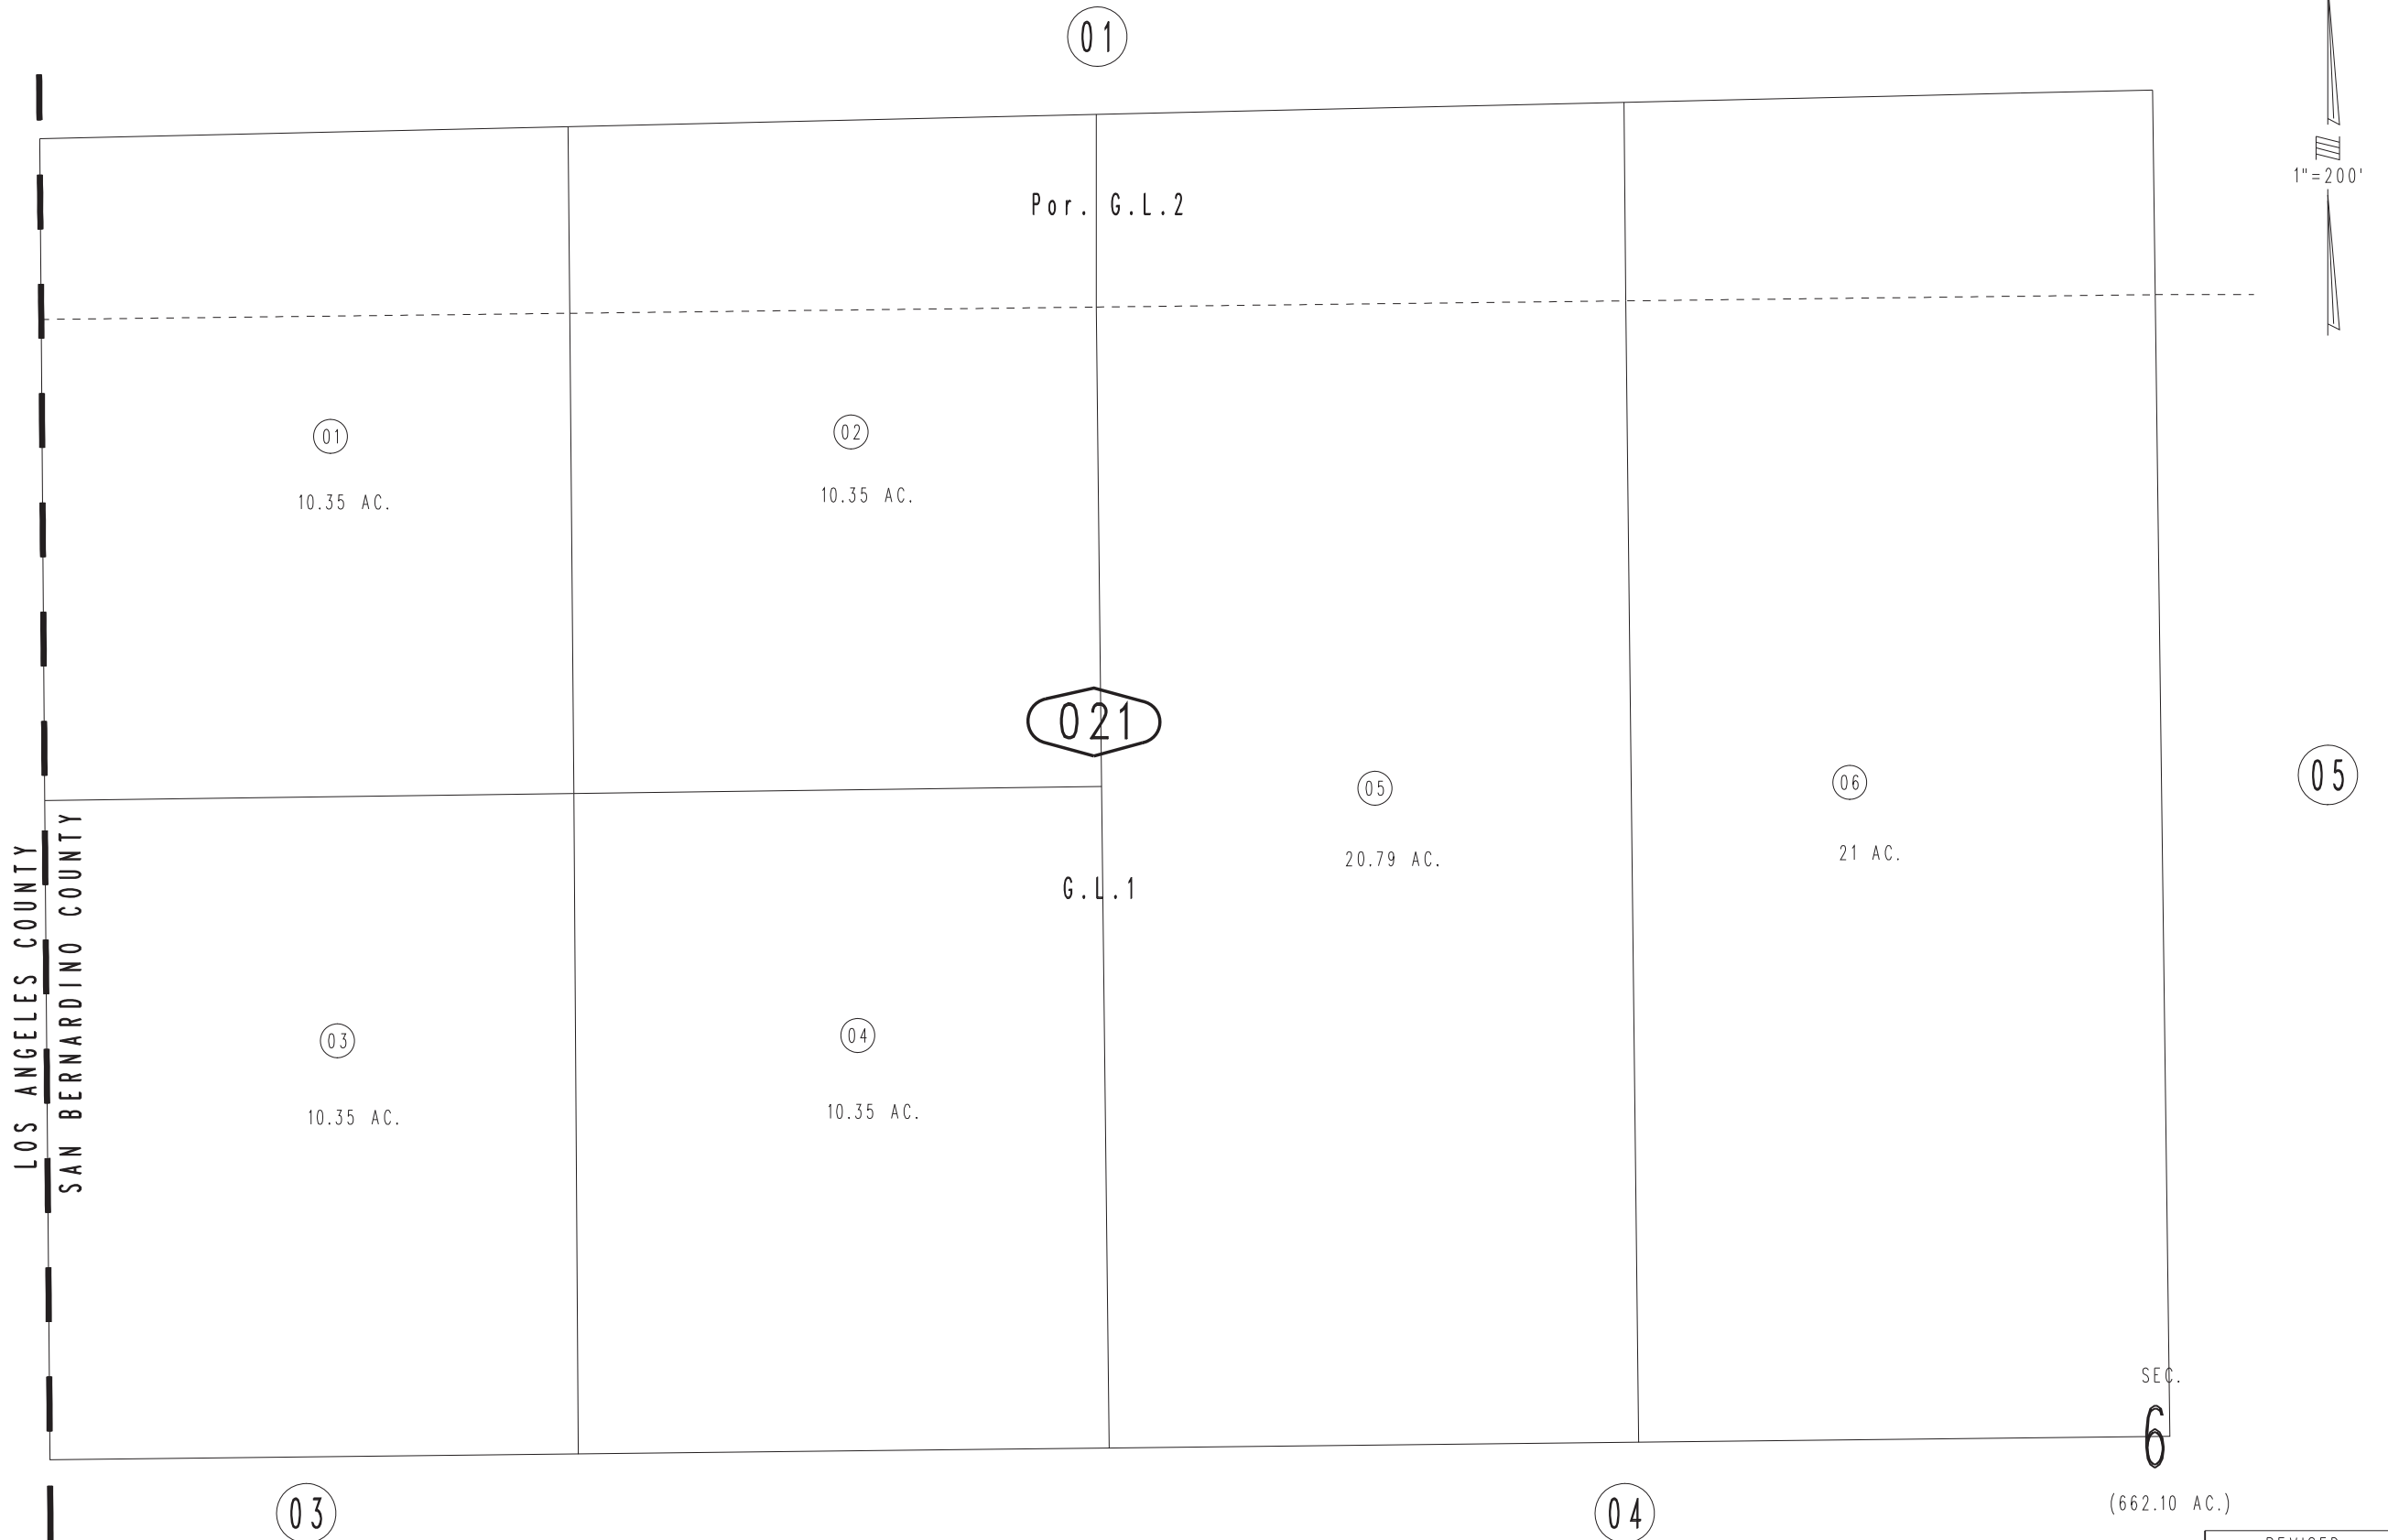 01
1"=200'
Por. G.L.2
01
10.35 AC.
02
10.35 AC.
021
05
20.79 AC.
06
21 AC.
05
G.L.1
LOS ANGELES COUNTY
SAN BERNARDINO COUNTY
03
10.35 AC.
04
10.35 AC.
SEC.
6
(662.10 AC.)
03
04
REVISED